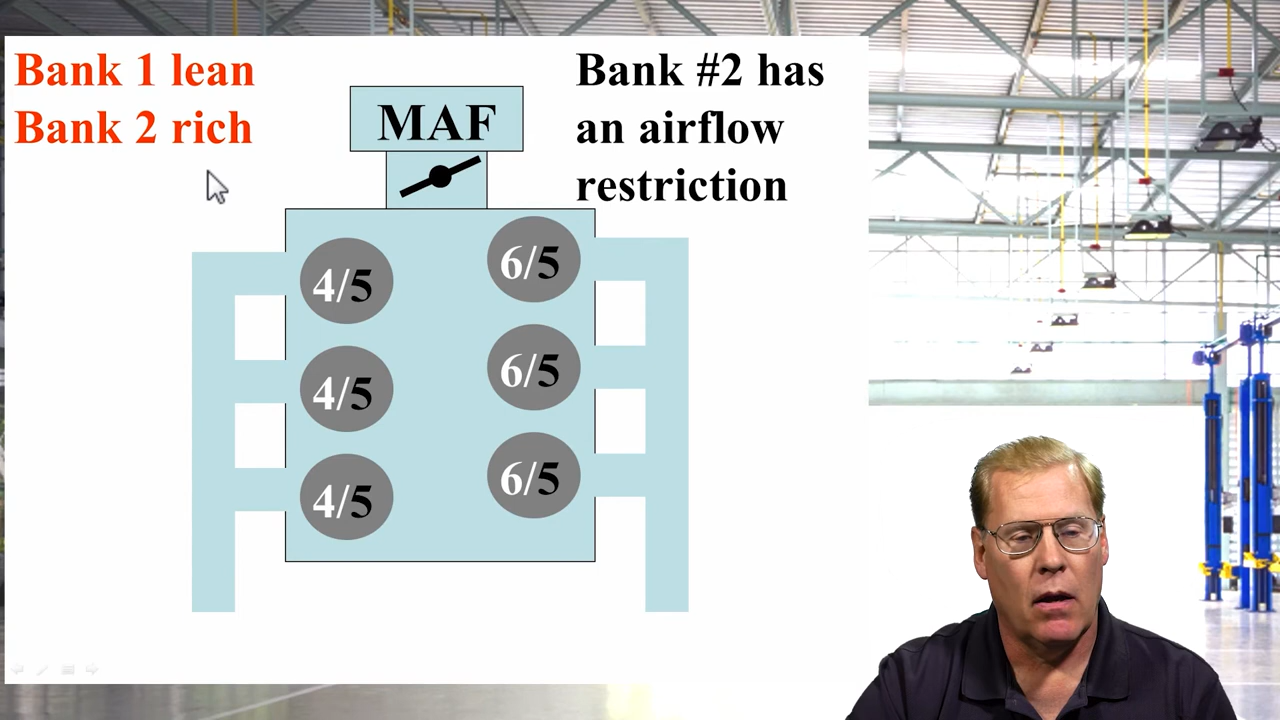 Bank 1 lean
Bank 2 rich
Bank #2 has
an airflow
restriction
MAF
4/5
6/5
4/5
6/5
4/5
6/5